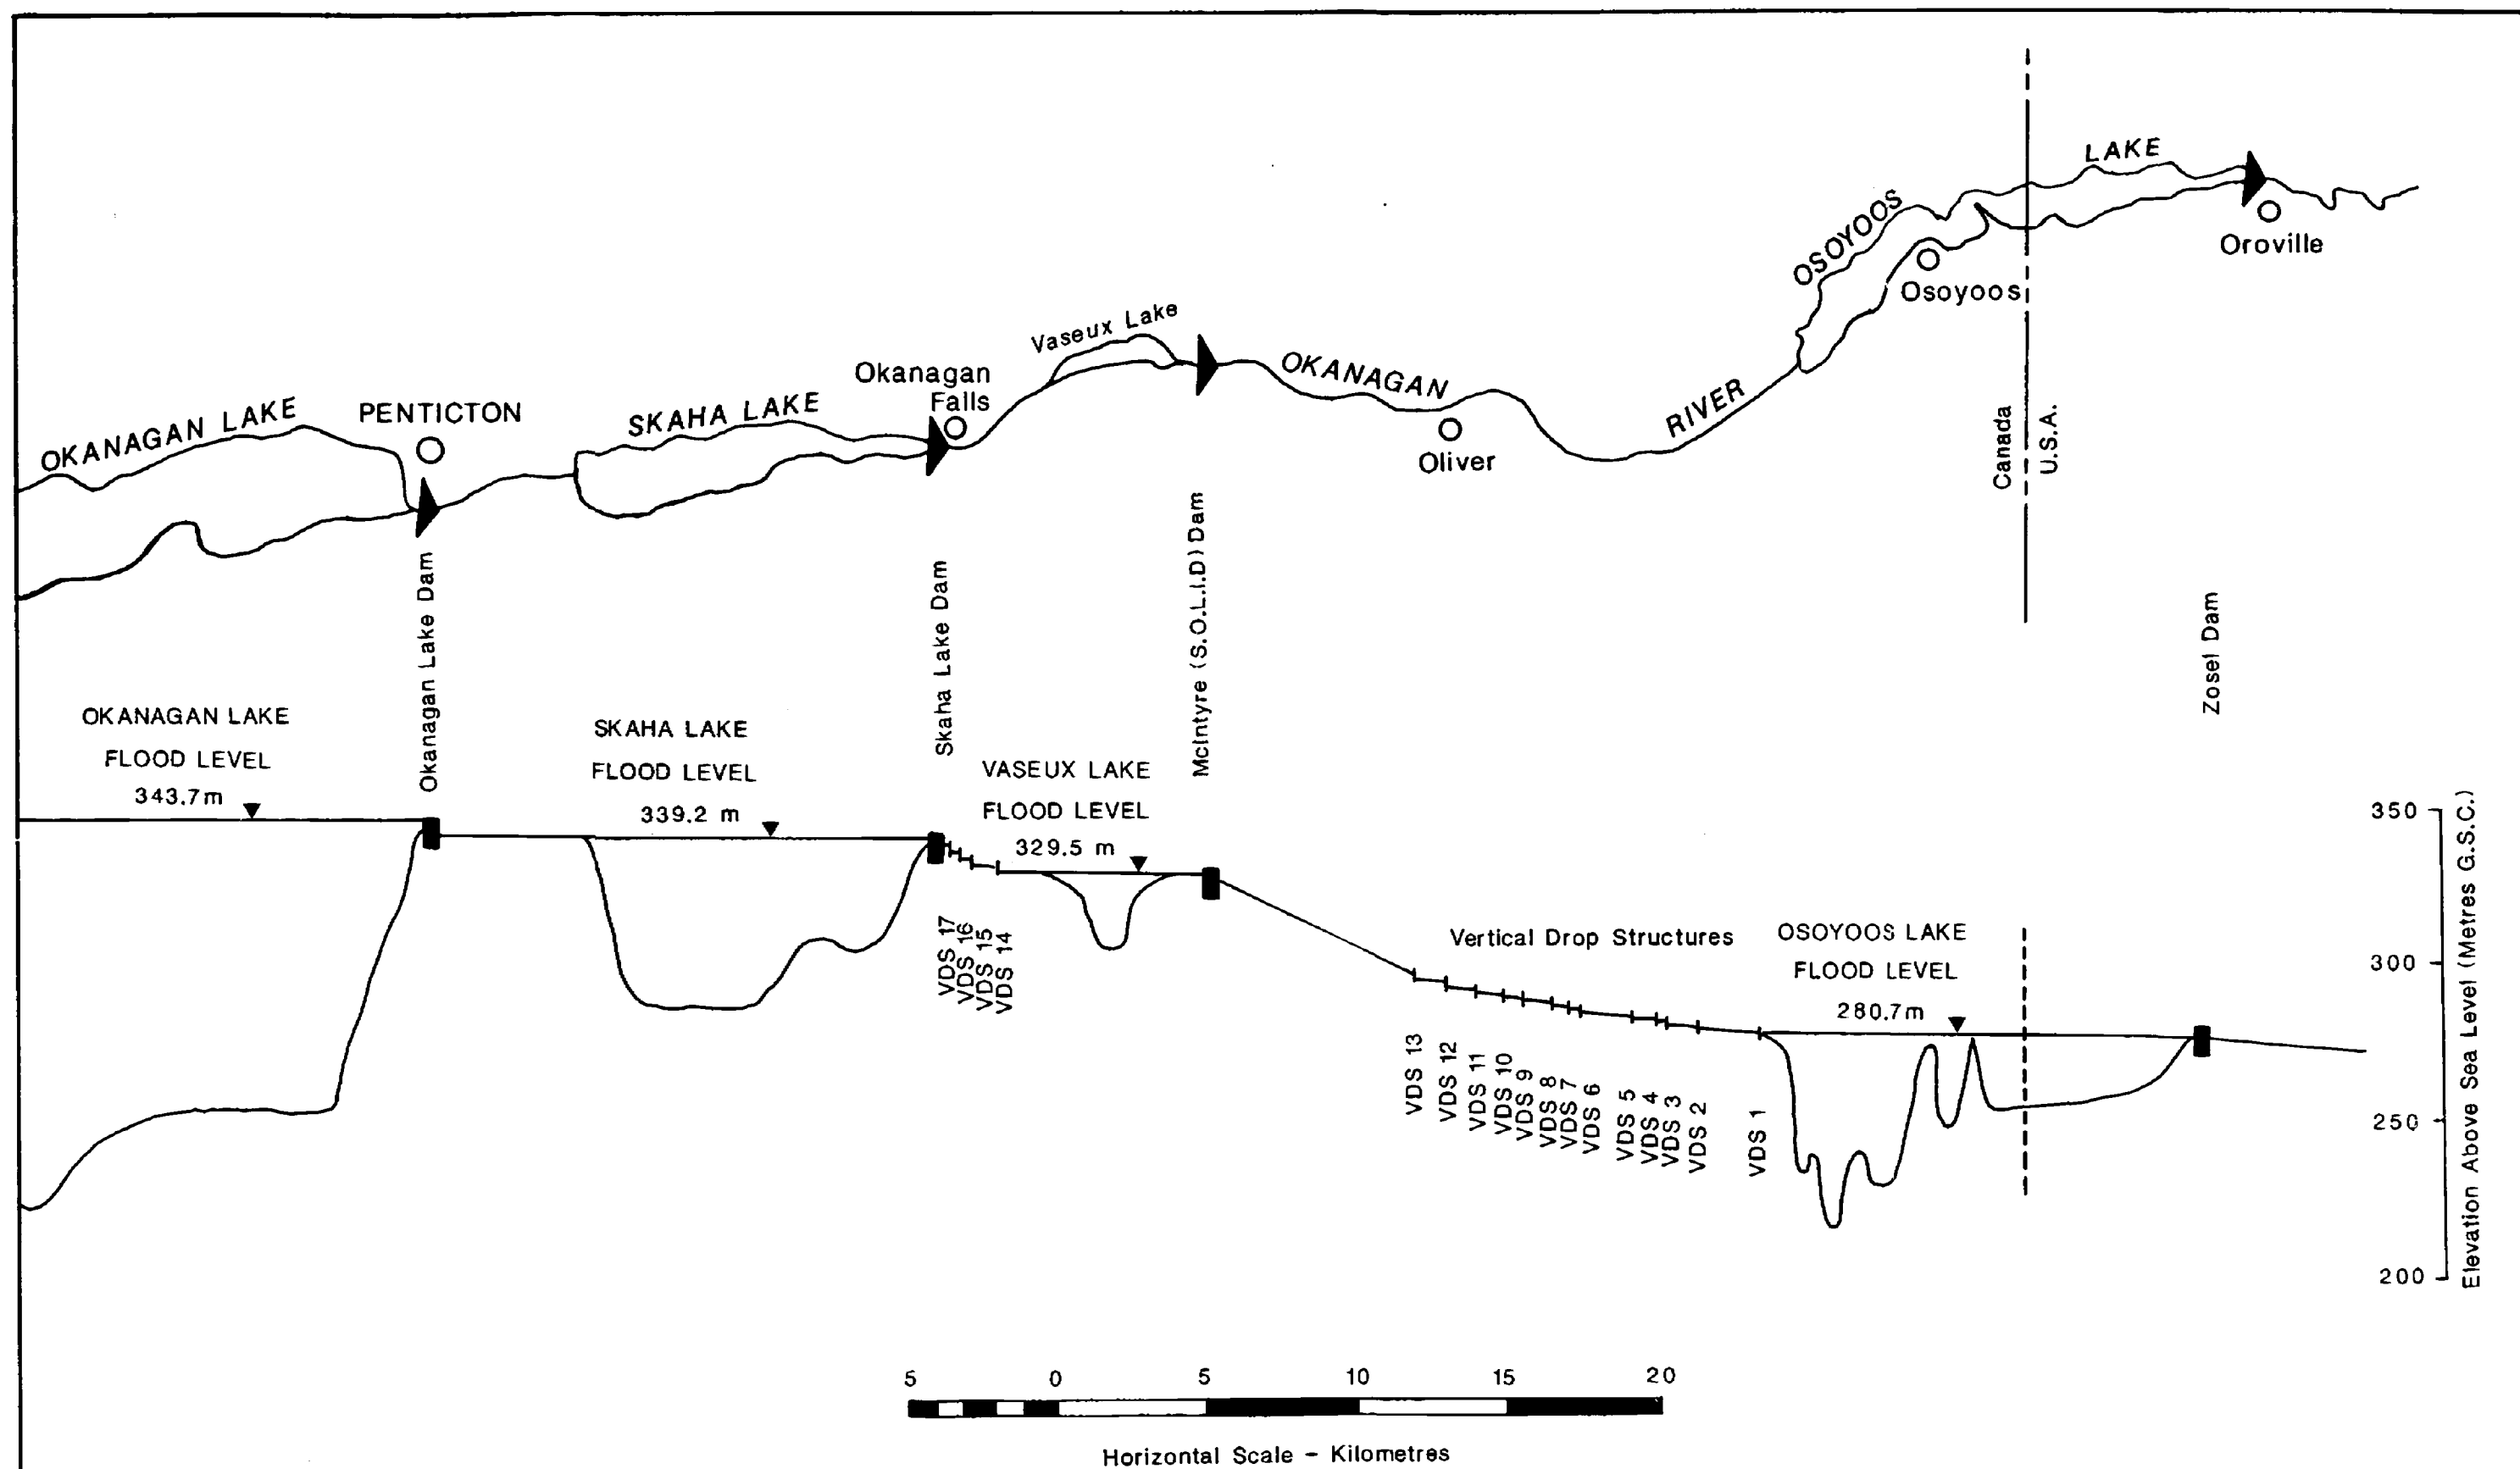 LAKE
OSOYOOS
Oroville
Osoyoos
Vaseux Lake
Okanagan
Falls
OKANAGAN
RIVER
Canada
U.S.A.
OKANAGAN LAKE
PENTICTON
SKAHA LAKE
Oliver
Okanagan Lake Dam
Skaha Lake Dam
McIntyre (S.O.L.I.D) Dam
Zosel Dam
OKANAGAN LAKE
FLOOD LEVEL
343.7m
SKAHA LAKE
FLOOD LEVEL
339.2 m
VASEUX LAKE
FLOOD LEVEL
329.5 m
VDS 17
VDS 16
VDS 15
VDS 14
Vertical Drop Structures
OSOYOOS LAKE
FLOOD LEVEL
280.7m
VDS 13
VDS 12
VDS 11
VDS 10
VDS 9
VDS 8
VDS 7
VDS 6
VDS 5
VDS 4
VDS 3
VDS 2
VDS 1
350
300
250
200
Elevation Above Sea Level (Metres G.S.C.)
5 0 5 10 15 20
Horizontal Scale - Kilometres